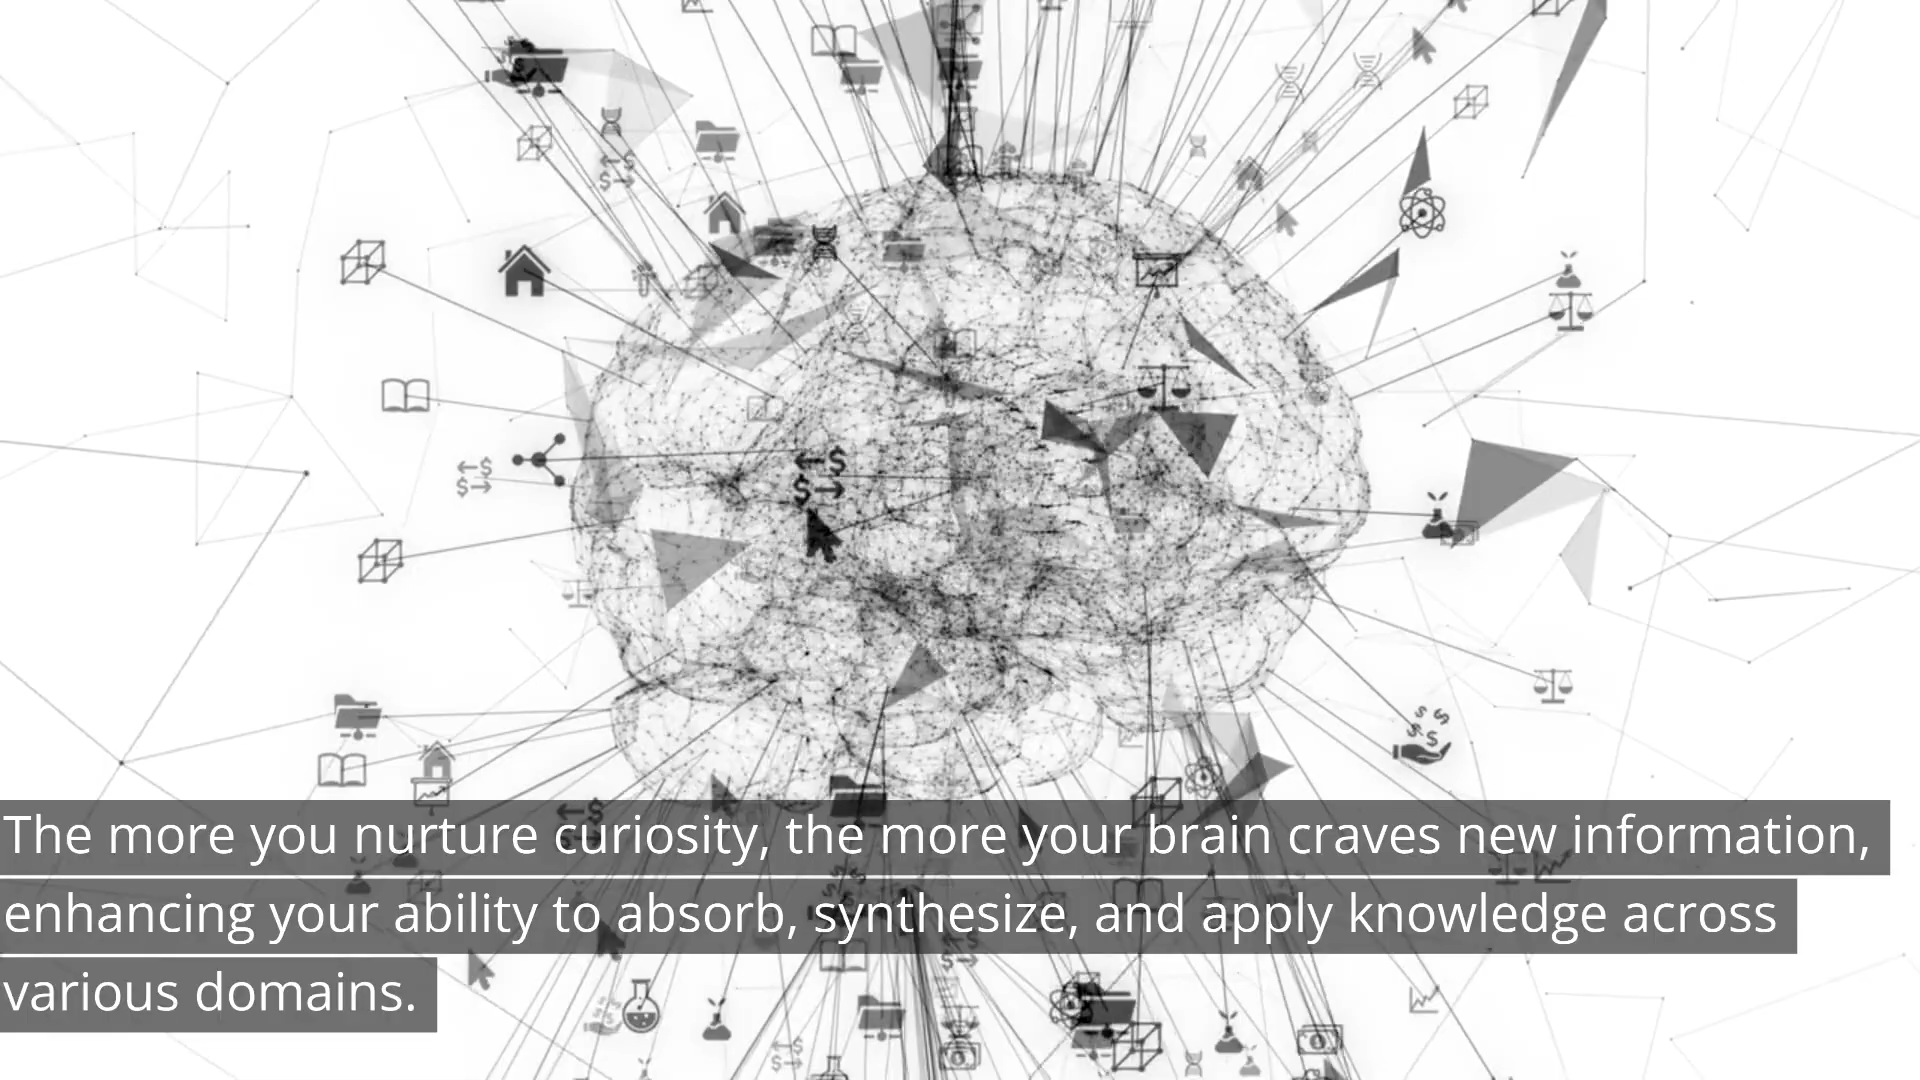 The more you nurture curiosity, the more your brain craves new information,
enhancing your ability to absorb, synthesize, and apply knowledge across
various domains.